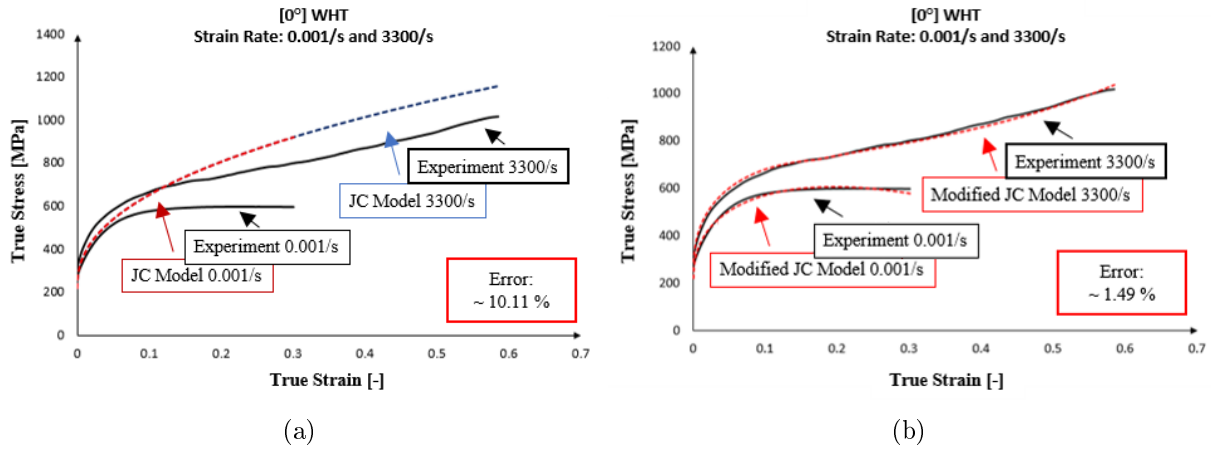 [0°] WHT
Strain Rate: 0.001/s and 3300/s
1400
1200
1000
800
600
400
200
0
0
0.1
0.2
0.3
0.4
0.5
0.6
0.7
True Stress [MPa]
True Strain [-]
Experiment 3300/s
JC Model 3300/s
Experiment 0.001/s
JC Model 0.001/s
Error:
~ 10.11 %
(a)
[0°] WHT
Strain Rate: 0.001/s and 3300/s
1200
1000
800
600
400
200
0
0
0.1
0.2
0.3
0.4
0.5
0.6
0.7
True Stress [MPa]
True Strain [-]
Experiment 3300/s
Modified JC Model 3300/s
Experiment 0.001/s
Modified JC Model 0.001/s
Error:
~ 1.49 %
(b)